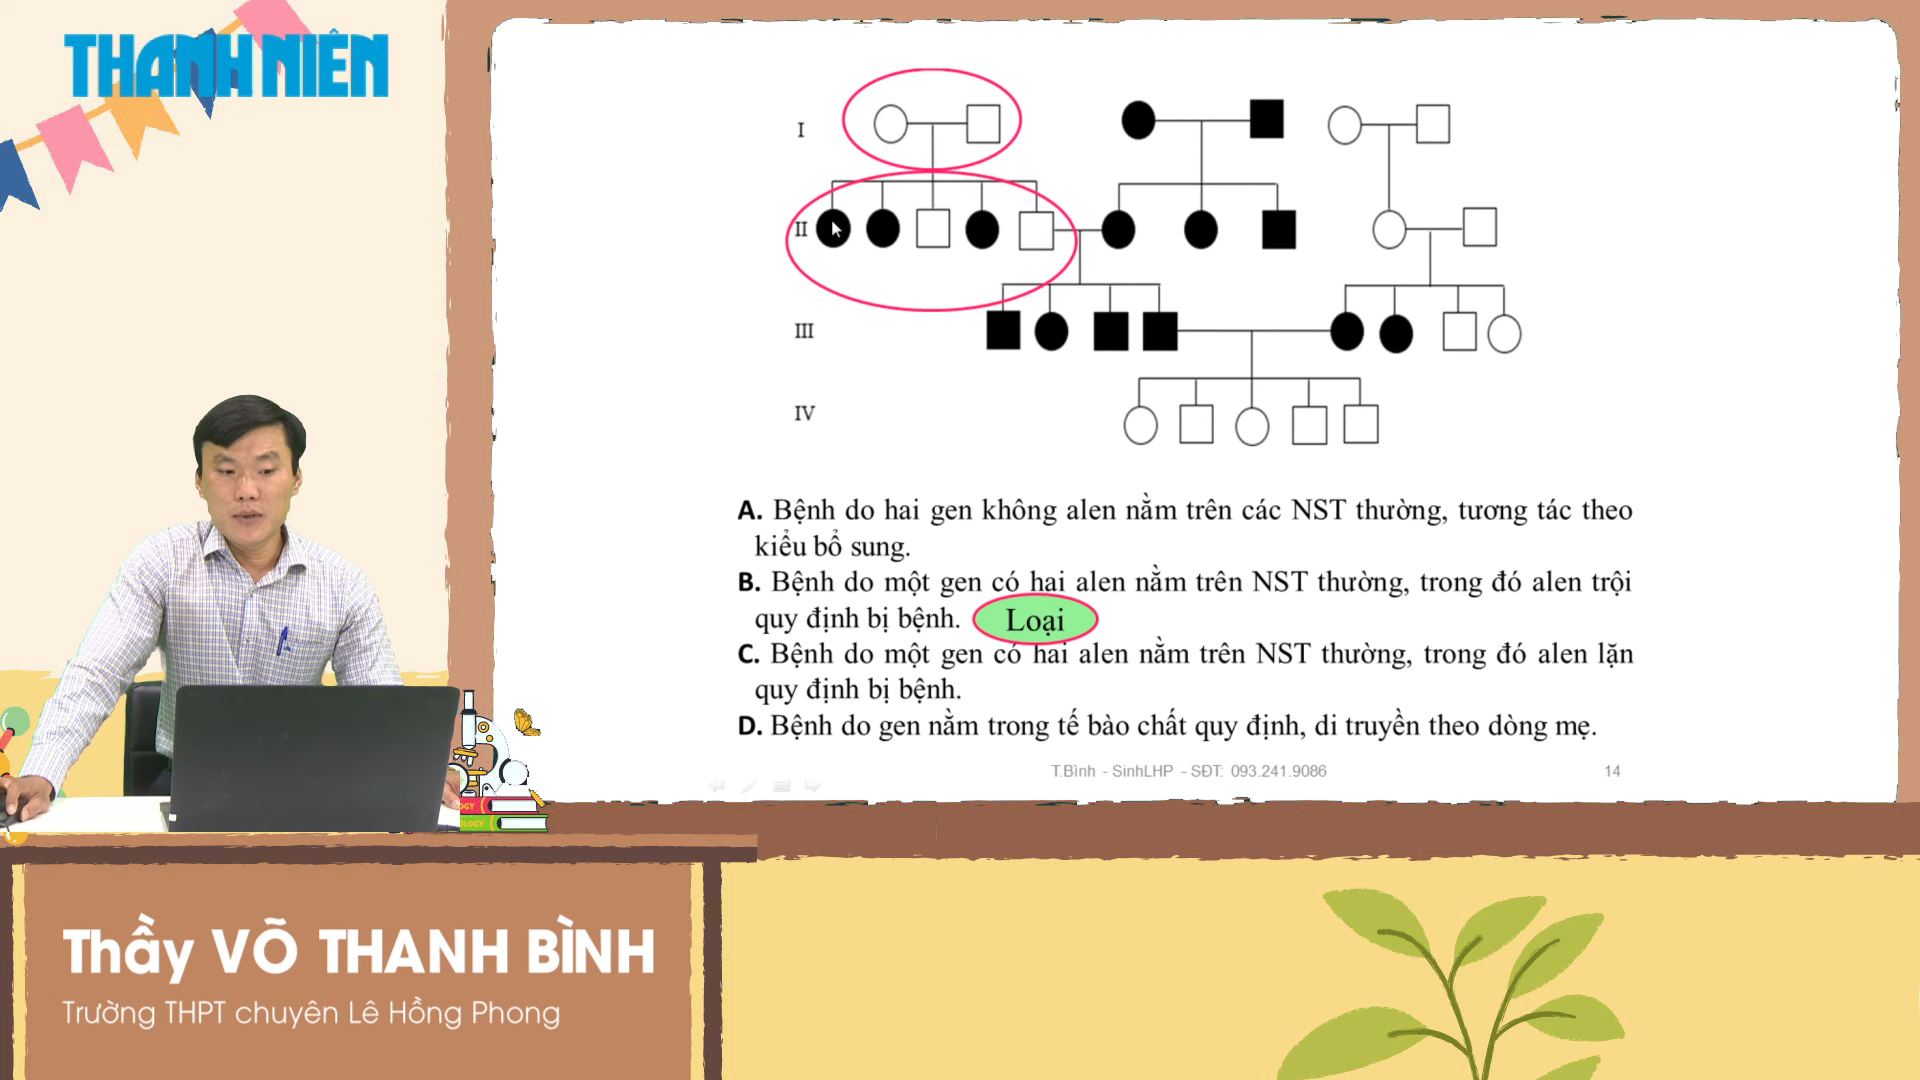 THANH NIÊN
I
II
III
IV
A. Bệnh do hai gen không alen nằm trên các NST thường, tương tác theo
kiểu bổ sung.
B. Bệnh do một gen có hai alen nằm trên NST thường, trong đó alen trội
quy định bị bệnh.
Loại
C. Bệnh do một gen có hai alen nằm trên NST thường, trong đó alen lặn
quy định bị bệnh.
D. Bệnh do gen nằm trong tế bào chất quy định, di truyền theo dòng mẹ.
T.Bình - SinhLHP - SĐT: 093.241.9086
14
OGY
OLOGY
Thầy VÕ THANH BÌNH
Trường THPT chuyên Lê Hồng Phong